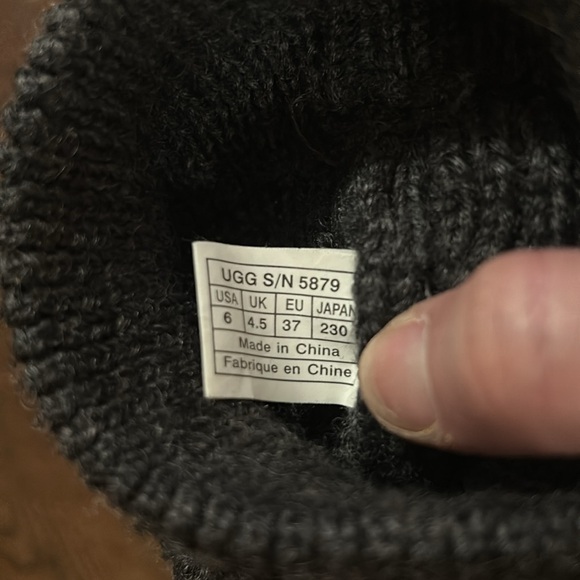 UGG S/N 5879
USA UK EU JAPAN
6 4.5 37 230
Made in China
Fabrique en Chine